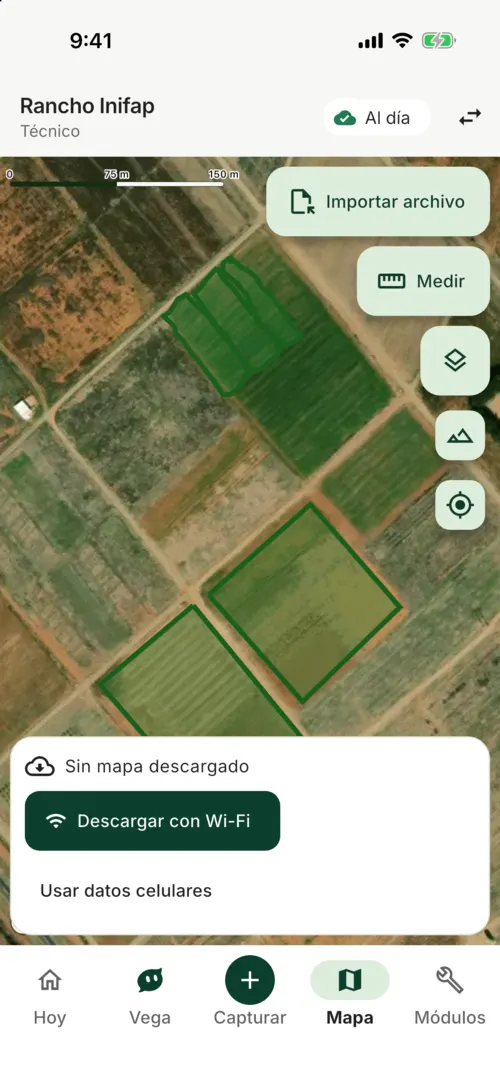 9:41
Rancho Inifap
Técnico
Al día
0 75 m 150 m
Importar archivo
Medir
Sin mapa descargado
Descargar con Wi-Fi
Usar datos celulares
Hoy
Vega
Capturar
Mapa
Módulos